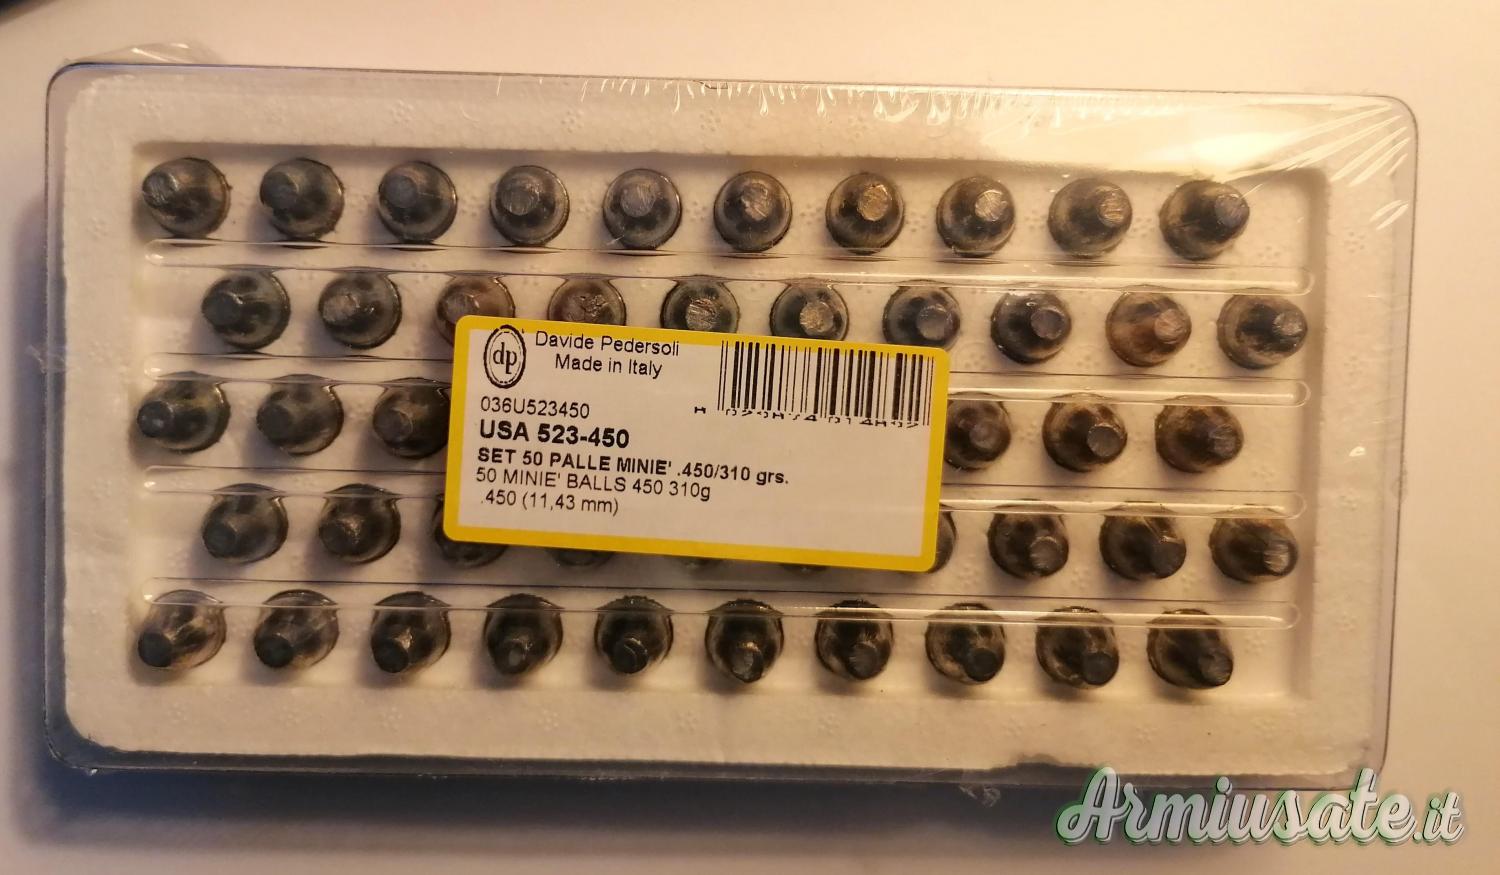 dp
Davide Pedersoli
Made in Italy
036U523450
USA 523-450
SET 50 PALLE MINIE' .450/310 grs.
50 MINIE' BALLS 450 310g
.450 (11,43 mm)
Armiusate.it